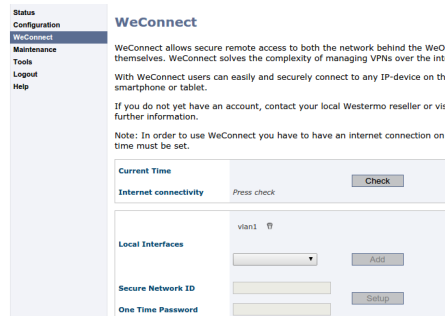 Status
Configuration
WeConnect
Maintenance
Tools
Logout
Help
WeConnect
WeConnect allows secure remote access to both the network behind the WeO
themselves. WeConnect solves the complexity of managing VPNs over the int
With WeConnect users can easily and securely connect to any IP-device on th
smartphone or tablet.
If you do not yet have an account, contact your local Westermo reseller or vis
further information.
Note: In order to use WeConnect you have to have an internet connection on
time must be set.
Current Time
Check
Internet connectivity Press check
vlan1
Local Interfaces
Add
Secure Network ID
Setup
One Time Password